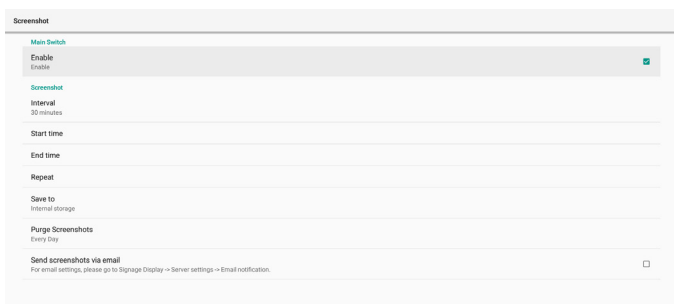 Screenshot
Main Switch
Enable
Enable
Screenshot
Interval
30 minutes
Start time
End time
Repeat
Save to
Internal storage
Purge Screenshots
Every Day
Send screenshots via email
For email settings, please go to Signage Display -> Server settings -> Email notification.